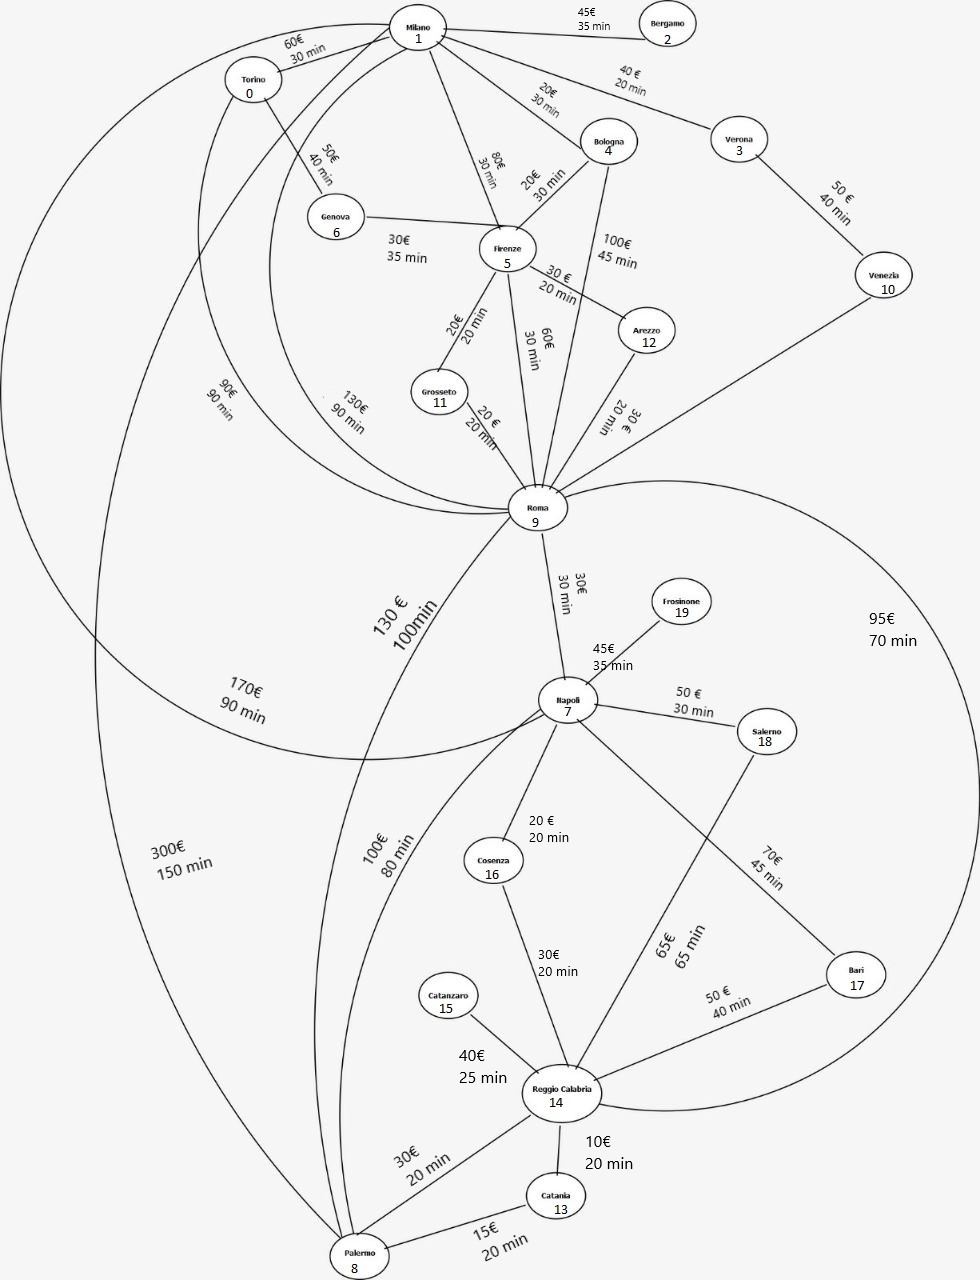 45€
35 min
Bergamo
2
Milano
1
60€
30 min
40 €
20 min
Torino
0
20€
30 min
Verona
3
Bologna
4
50€
40 min
80€
30 min
20€
30 min
50 €
40 min
Genova
6
30€
35 min
Firenze
5
100€
45 min
30 €
20 min
Venezia
10
20€
20 min
60€
30 min
Arezzo
12
Grosseto
11
90€
90 min
130€
90 min
20 €
20 min
30 €
20 min
Roma
9
30€
30 min
Frosinone
19
130 €
100min
95€
70 min
45€
35 min
170€
90 min
Napoli
7
50 €
30 min
Salerno
18
300€
150 min
100€
80 min
20 €
20 min
Cosenza
16
70€
45 min
65€
65 min
30€
20 min
Bari
17
Catanzaro
15
50 €
40 min
40€
25 min
Reggio Calabria
14
30€
20 min
10€
20 min
Catania
13
15€
20 min
Palermo
8